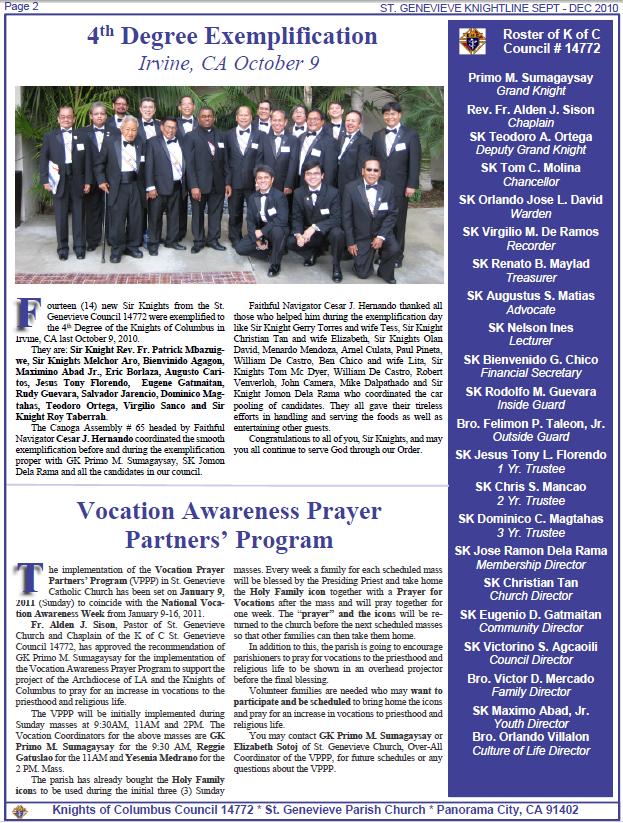 Page 2
ST. GENEVIEVE KNIGHTLINE SEPT - DEC 2010
4th Degree Exemplification
Irvine, CA October 9
Fourteen (14) new Sir Knights from the St.
Genevieve Council 14772 were exemplified to
the 4th Degree of the Knights of Columbus in
Irvine, CA last October 9, 2010.
They are: Sir Knight Rev. Fr. Patrick Mbazuig-
we, Sir Knights Melchor Aro, Bienvinido Agagon,
Maximino Abad Jr., Eric Borlaza, Augusto Cari-
tos, Jesus Tony Florendo, Eugene Gatmaitan,
Rudy Guevara, Salvador Jarencio, Dominico Mag-
tahas, Teodoro Ortega, Virgilio Sanco and Sir
Knight Roy Taberrah.
The Canoga Assembly # 65 headed by Faithful
Navigator Cesar J. Hernando coordinated the smooth
exemplification before and during the exemplification
proper with GK Primo M. Sumagaysay, SK Jomon
Dela Rama and all the candidates in our council.
Faithful Navigator Cesar J. Hernando thanked all
those who helped him during the exemplification day
like Sir Knight Gerry Torres and wife Tess, Sir Knight
Christian Tan and wife Elizabeth, Sir Knights Olan
David, Menardo Mendoza, Arnel Culata, Paul Pineta,
William De Castro, Ben Chico and wife Lita, Sir
Knights Tom Mc Dyer, William De Castro, Robert
Venverloh, John Camera, Mike Dalpathado and Sir
Knight Jomon Dela Rama who coordinated the car
pooling of candidates. They all gave their tireless
efforts in handling and serving the foods as well as
entertaining other guests.
Congratulations to all of you, Sir Knights, and may
you all continue to serve God through our Order.
Vocation Awareness Prayer
Partners' Program
The implementation of the Vocation Prayer
Partners' Program (VPPP) in St. Genevieve
Catholic Church has been set on January 9,
2011 (Sunday) to coincide with the National Voca-
tion Awareness Week from January 9-16, 2011.
Fr. Alden J. Sison, Pastor of St. Genevieve
Church and Chaplain of the K of C St. Genevieve
Council 14772, has approved the recommendation of
GK Primo M. Sumagaysay for the implementation of
the Vocation Awareness Prayer Program to support the
project of the Archdiocese of LA and the Knights of
Columbus to pray for an increase in vocations to the
priesthood and religious life.
The VPPP will be initially implemented during
Sunday masses at 9:30AM, 11AM and 2PM. The
Vocation Coordinators for the above masses are GK
Primo M. Sumagaysay for the 9:30 AM, Reggie
Gatuslao for the 11AM and Yesenia Medrano for the
2 PM. Mass.
The parish has already bought the Holy Family
icons to be used during the initial three (3) Sunday
masses. Every week a family for each scheduled mass
will be blessed by the Presiding Priest and take home
the Holy Family icon together with a Prayer for
Vocations after the mass and will pray together for
one week. The "prayer" and the icons will be re-
turned to the church before the next scheduled masses
so that other families can then take them home.
In addition to this, the parish is going to encourage
parishioners to pray for vocations to the priesthood and
religious life to be shown in an overhead projector
before the final blessing.
Volunteer families are needed who may want to
participate and be scheduled to bring home the icons
and pray for an increase in vocations to priesthood and
religious life.
You may contact GK Primo M. Sumagaysay or
Elizabeth Sotoj of St. Genevieve Church, Over-All
Coordinator of the VPPP, for future schedules or any
questions about the VPPP.
Roster of K of C
Council # 14772
Primo M. Sumagaysay
Grand Knight
Rev. Fr. Alden J. Sison
Chaplain
SK Teodoro A. Ortega
Deputy Grand Knight
SK Tom C. Molina
Chancellor
SK Orlando Jose L. David
Warden
SK Virgilio M. De Ramos
Recorder
SK Renato B. Maylad
Treasurer
SK Augustus S. Matias
Advocate
SK Nelson Ines
Lecturer
SK Bienvenido G. Chico
Financial Secretary
SK Rodolfo M. Guevara
Inside Guard
Bro. Felimon P. Taleon, Jr.
Outside Guard
SK Jesus Tony L. Florendo
1 Yr. Trustee
SK Chris S. Mancao
2 Yr. Trustee
SK Dominico C. Magtahas
3 Yr. Trustee
SK Jose Ramon Dela Rama
Membership Director
SK Christian Tan
Church Director
SK Eugenio D. Gatmaitan
Community Director
SK Victorino S. Agcaoili
Council Director
Bro. Victor D. Mercado
Family Director
SK Maximo Abad, Jr.
Youth Director
Bro. Orlando Villalon
Culture of Life Director
Knights of Columbus Council 14772 * St. Genevieve Parish Church * Panorama City, CA 91402